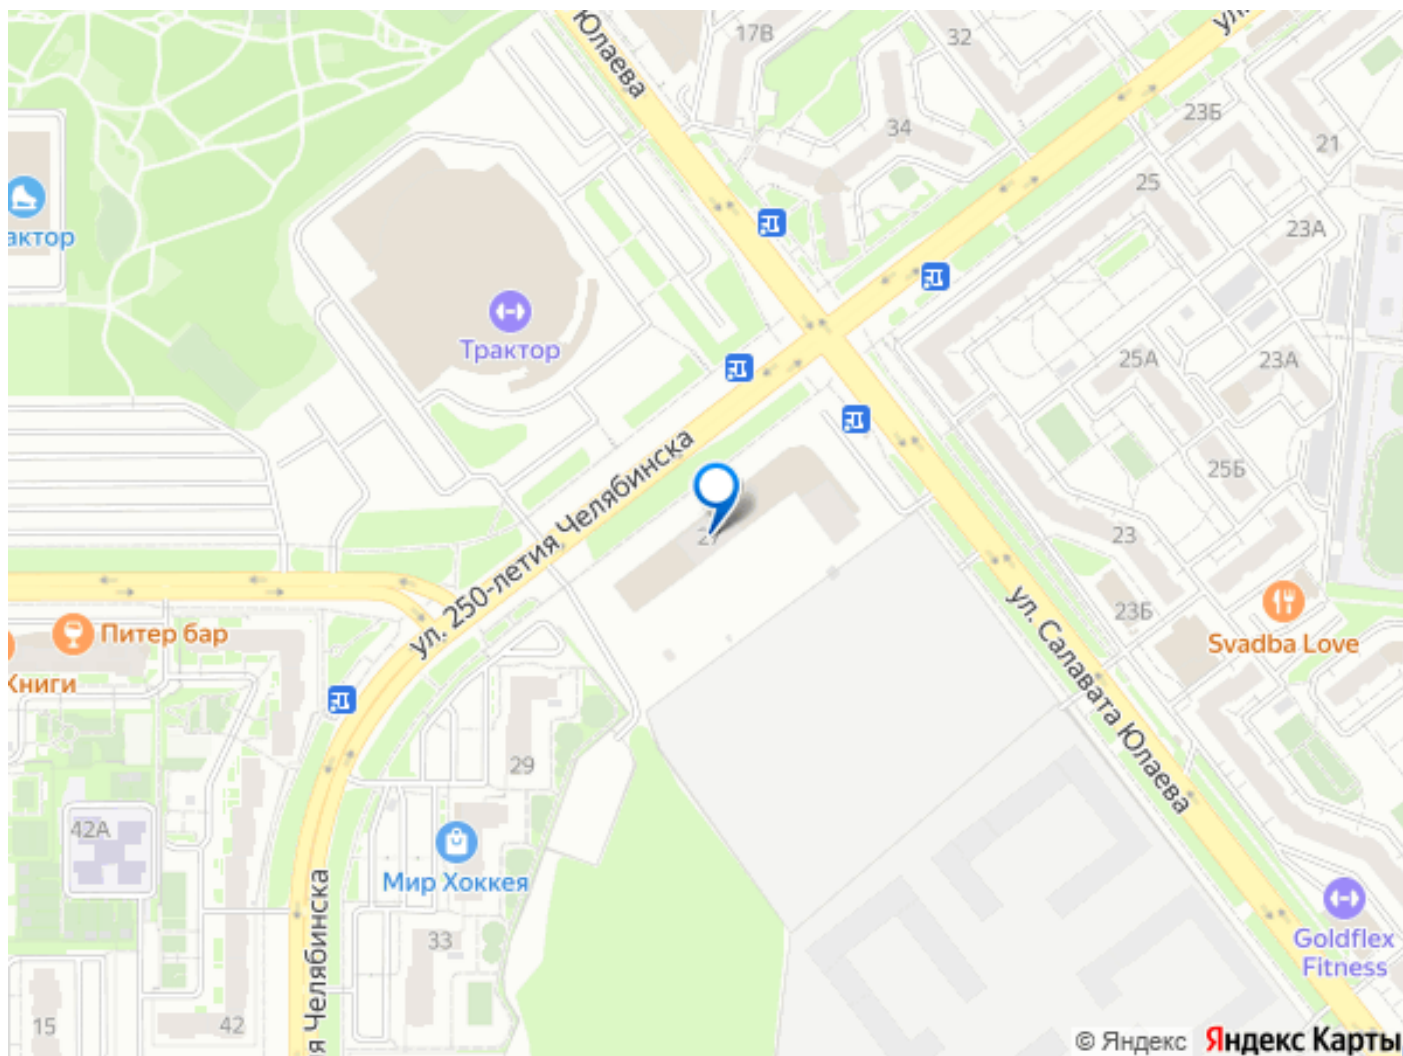 Юлаева
17В
32
ул.
34
23Б
21
25
23А
актор
Трактор
25А
23А
25Б
ул. 250-летия Челябинска
23
23Б
Svadba Love
ул. Салавата Юлаева
Питер бар
Книги
29
42А
Мир Хоккея
33
я Челябинска
15
42
Goldflex
Fitness
© Яндекс Яндекс Карты